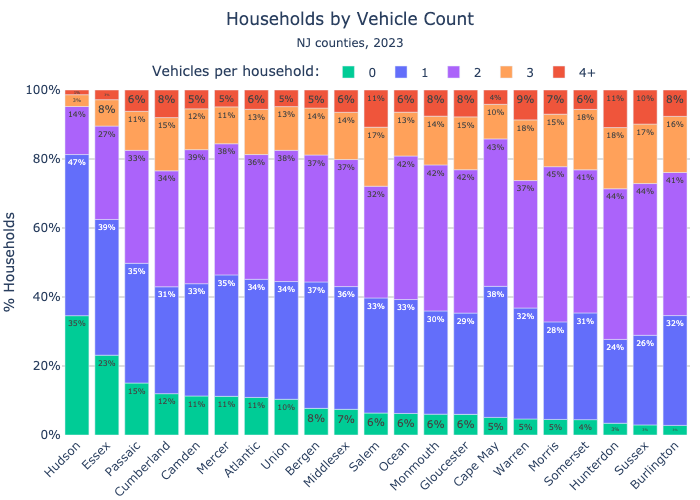 Households by Vehicle Count
NJ counties, 2023
Vehicles per household: 0 1 2 3 4+
% Households
100%
80%
60%
40%
20%
0%
3% 14% 47% 35%
8% 27% 39% 23%
6% 11% 33% 35% 15%
8% 15% 34% 31% 12%
5% 12% 39% 33% 11%
5% 11% 38% 35% 11%
6% 13% 36% 34% 11%
5% 13% 38% 34% 10%
5% 14% 37% 37% 8%
6% 14% 37% 36% 7%
11% 17% 32% 33% 6%
6% 13% 42% 33% 6%
8% 14% 42% 30% 6%
8% 15% 42% 29% 6%
4% 10% 43% 38% 5%
9% 18% 37% 32% 5%
7% 15% 45% 28% 5%
6% 18% 41% 31% 4%
11% 18% 44% 24% 3%
10% 17% 44% 26%
8% 16% 41% 32%
Hudson
Essex
Passaic
Cumberland
Camden
Mercer
Atlantic
Union
Bergen
Middlesex
Salem
Ocean
Monmouth
Gloucester
Cape May
Warren
Morris
Somerset
Hunterdon
Sussex
Burlington